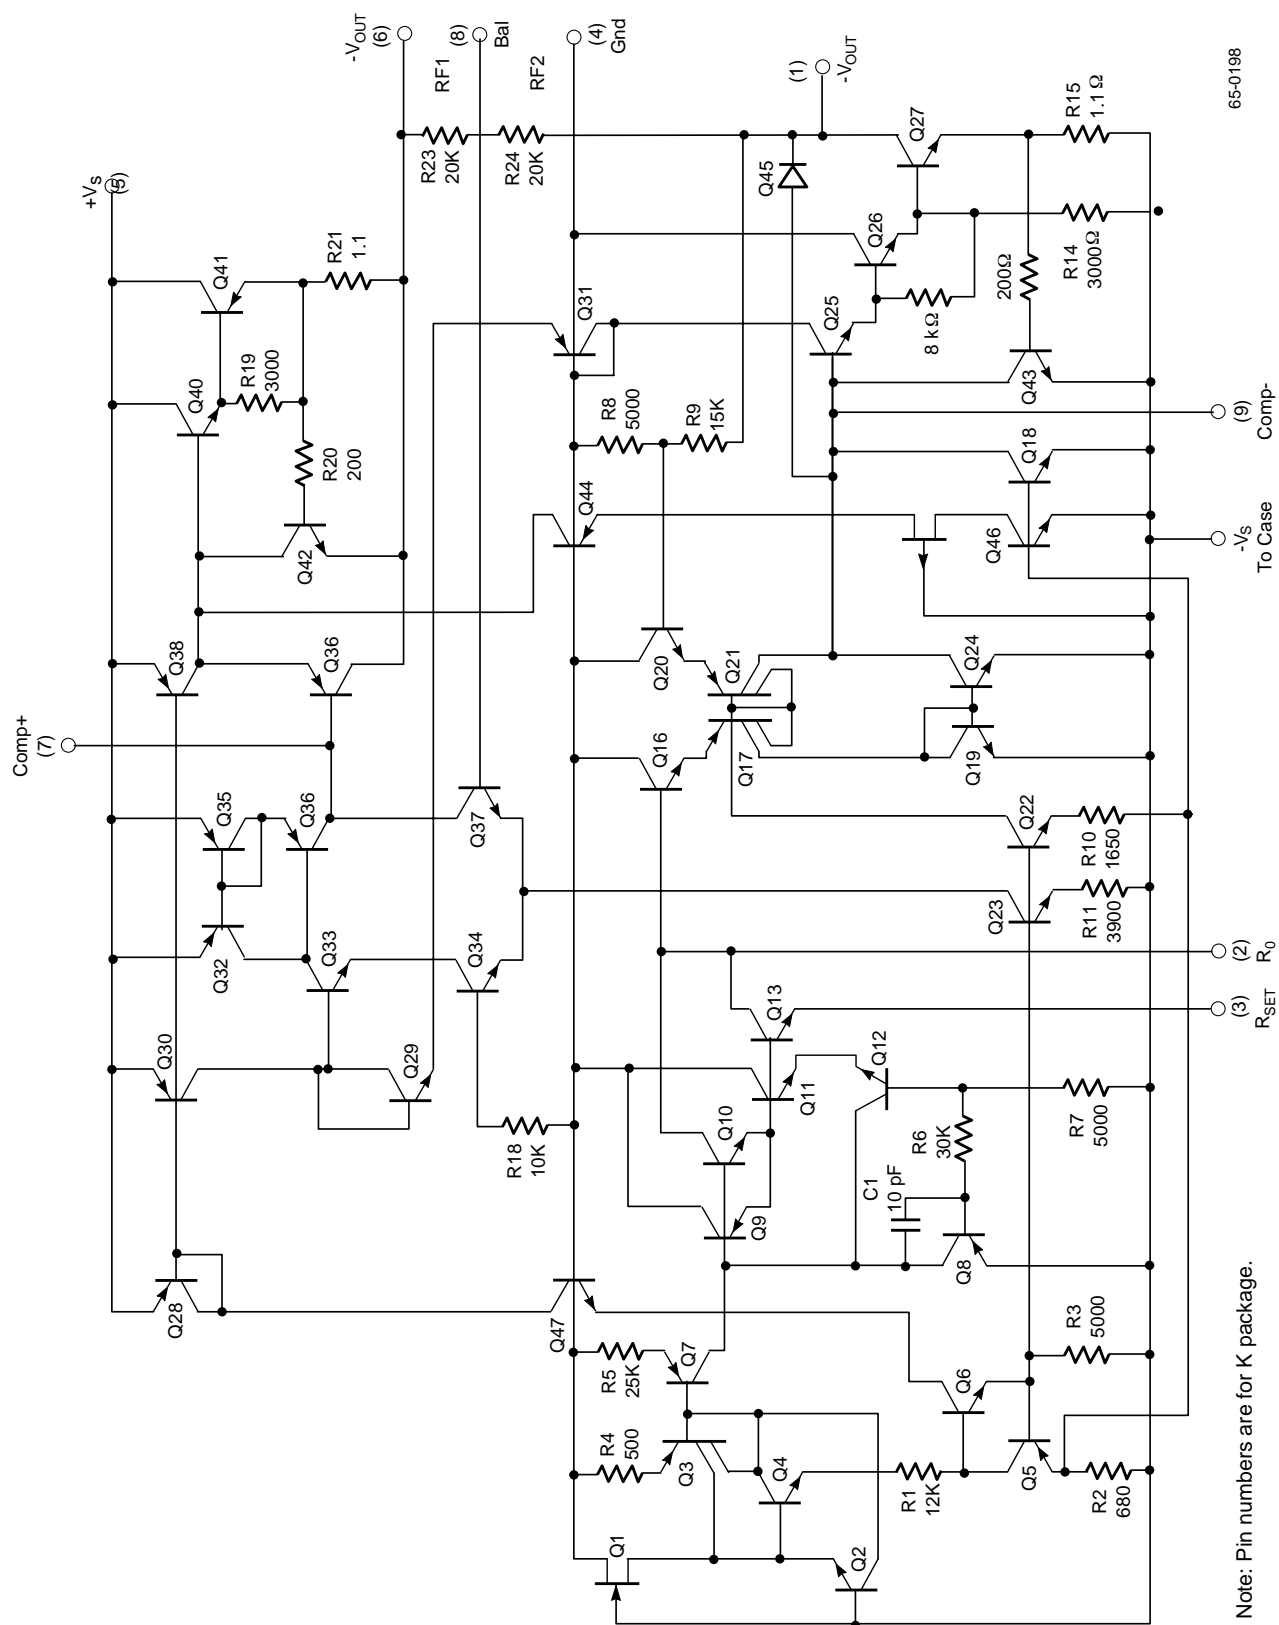 Comp+
(7)
+VS
(5)
Q28
Q30
Q38
Q32
Q35
Q40
Q41
Q33
Q36
Q36
Q42
R20
200
R19
3000
R21
1.1
-VOUT
(6)
Q29
R23
20K
RF1
(8)
Bal
Q34
Q37
R18
10K
R24
20K
RF2
Q47
Q44
Q31
(4)
Gnd
R4
500
R5
25K
R8
5000
R9
15K
Q1
Q3
Q7
Q16
Q20
Q9
Q10
Q17
Q21
Q45
(1)
-VOUT
Q4
Q11
Q13
Q25
Q26
Q27
Q2
C1
10 pF
Q12
R1
12K
R6
30K
8 kΩ
Q6
Q8
Q19
Q24
Q46
Q18
Q43
200Ω
Q5
Q23
Q22
R2
680
R3
5000
R7
5000
R11
3900
R10
1650
R14
3000Ω
R15
1.1 Ω
(3)
RSET
(2)
R0
-VS
To Case
(9)
Comp-
Note: Pin numbers are for K package.
65-0198